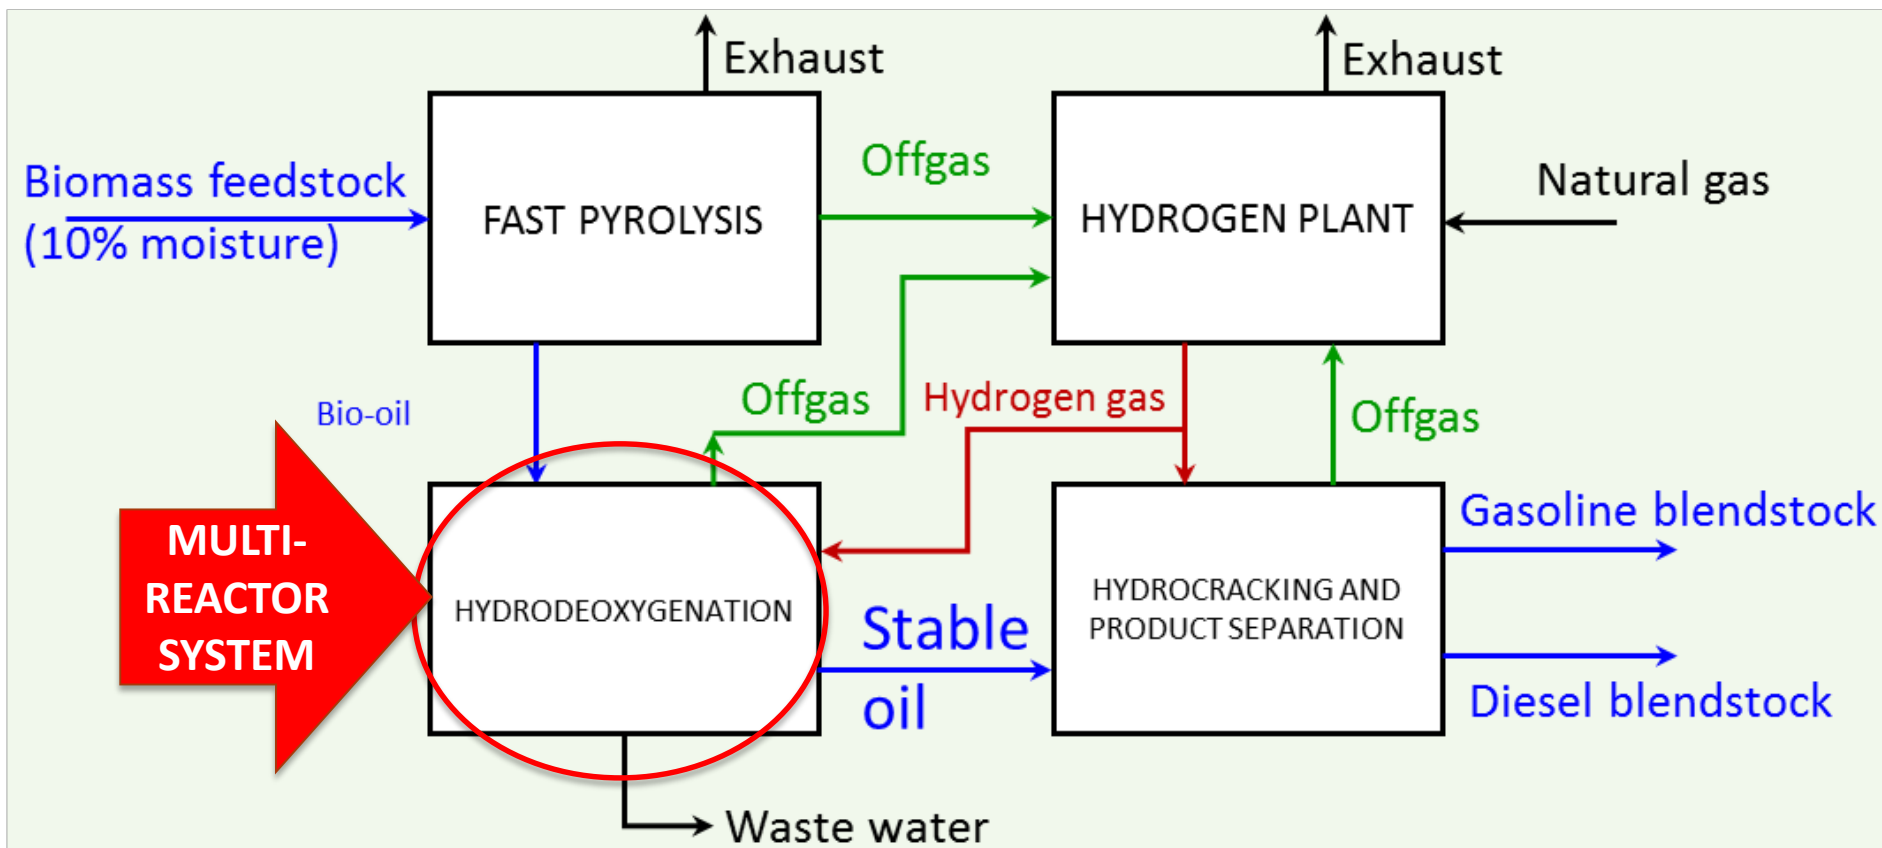 Exhaust
Exhaust
Biomass feedstock
(10% moisture)
FAST PYROLYSIS
Offgas
HYDROGEN PLANT
Natural gas
Bio-oil
Offgas
Hydrogen gas
Offgas
MULTI-
REACTOR
SYSTEM
HYDRODEOXYGENATION
Stable
oil
HYDROCRACKING AND
PRODUCT SEPARATION
Gasoline blendstock
Diesel blendstock
Waste water